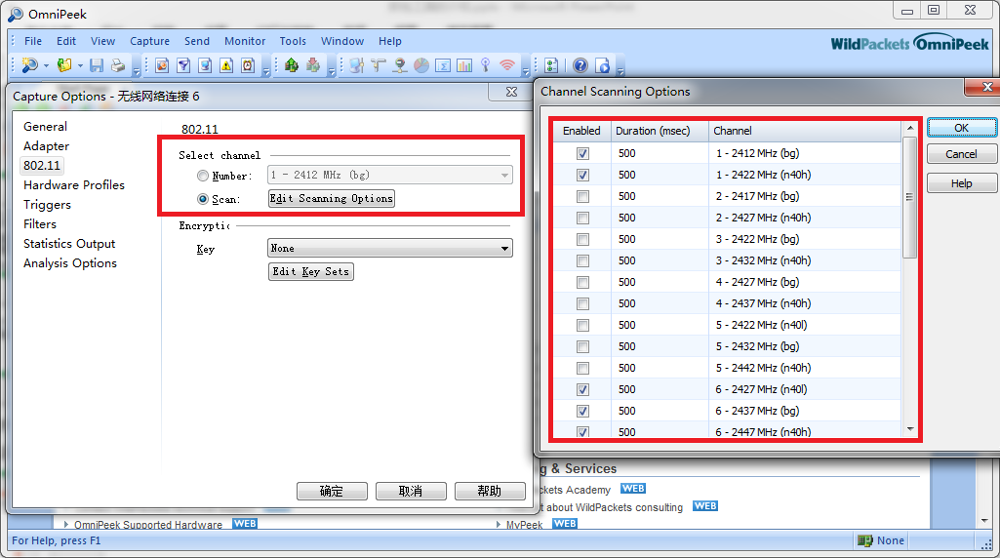 OmniPeek
File Edit View Capture Send Monitor Tools Window Help
WildPackets OmniPeek
Capture Options - 无线网络连接 6
General
Adapter
802.11
Hardware Profiles
Triggers
Filters
Statistics Output
Analysis Options
802.11
Select channel
Number: 1 - 2412 MHz (bg)
Scan: Edit Scanning Options
Encryptic
Key None
Edit Key Sets
确定 取消 帮助
Channel Scanning Options
Enabled Duration (msec) Channel
500 1 - 2412 MHz (bg)
500 1 - 2422 MHz (n40h)
500 2 - 2417 MHz (bg)
500 2 - 2427 MHz (n40h)
500 3 - 2422 MHz (bg)
500 3 - 2432 MHz (n40h)
500 4 - 2427 MHz (bg)
500 4 - 2437 MHz (n40h)
500 5 - 2422 MHz (n40l)
500 5 - 2432 MHz (bg)
500 5 - 2442 MHz (n40h)
500 6 - 2427 MHz (n40l)
500 6 - 2437 MHz (bg)
500 6 - 2447 MHz (n40h)
OK
Cancel
Help
g & Services
ckets Academy WEB
t about WildPackets consulting WEB
OmniPeek Supported Hardware WEB
MyPeek WEB
For Help, press F1
None